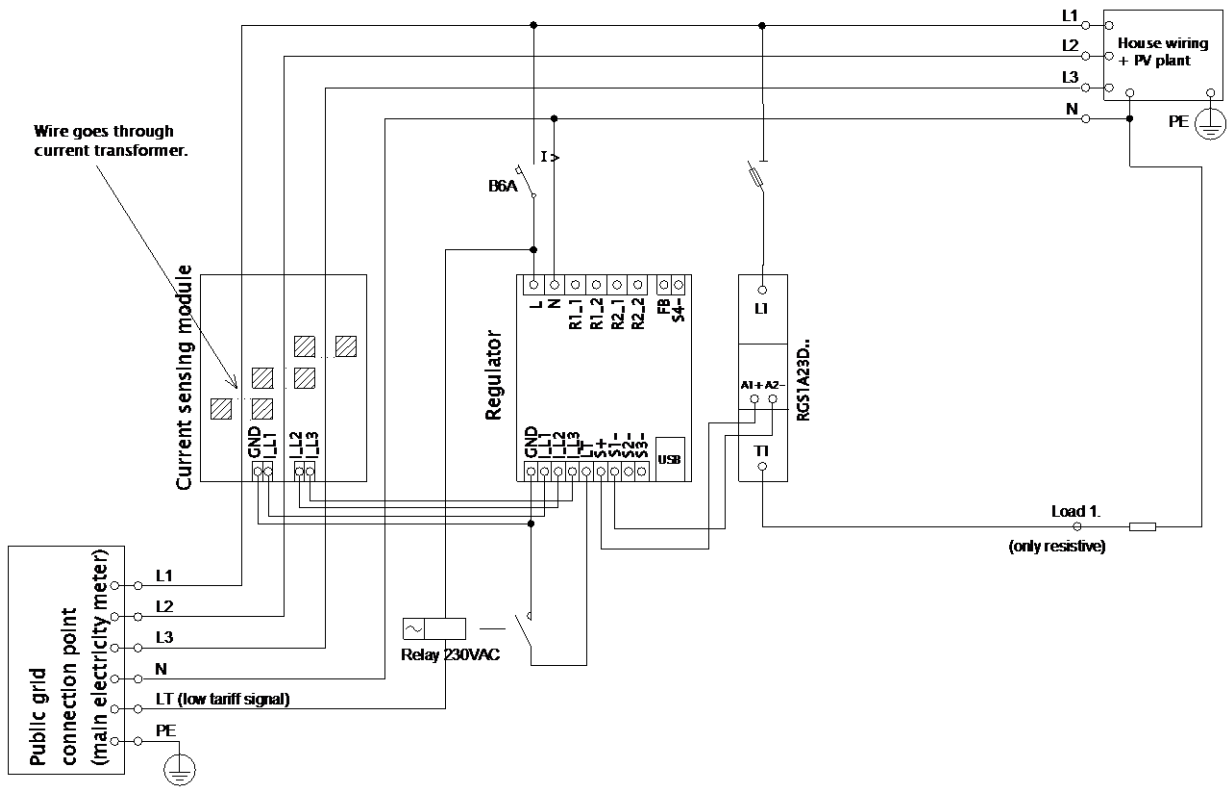 L1
L2
L3
N
House wiring
+ PV plant
PE
Wire goes through
current transformer.
I >
B6A
Current sensing module
GND
I_L1
I_L2
I_L3
Regulator
L
N
R1_1
R1_2
R2_1
R2_2
FB
S4-
GND
I_L1
I_L2
I_L3
LT
S+
S1-
S2-
S3-
USB
L1
A1+ A2-
T1
RGS1A23D..
Load 1.
(only resistive)
Relay 230VAC
Public grid
connection point
(main electricity meter)
L1
L2
L3
N
LT (low tariff signal)
PE